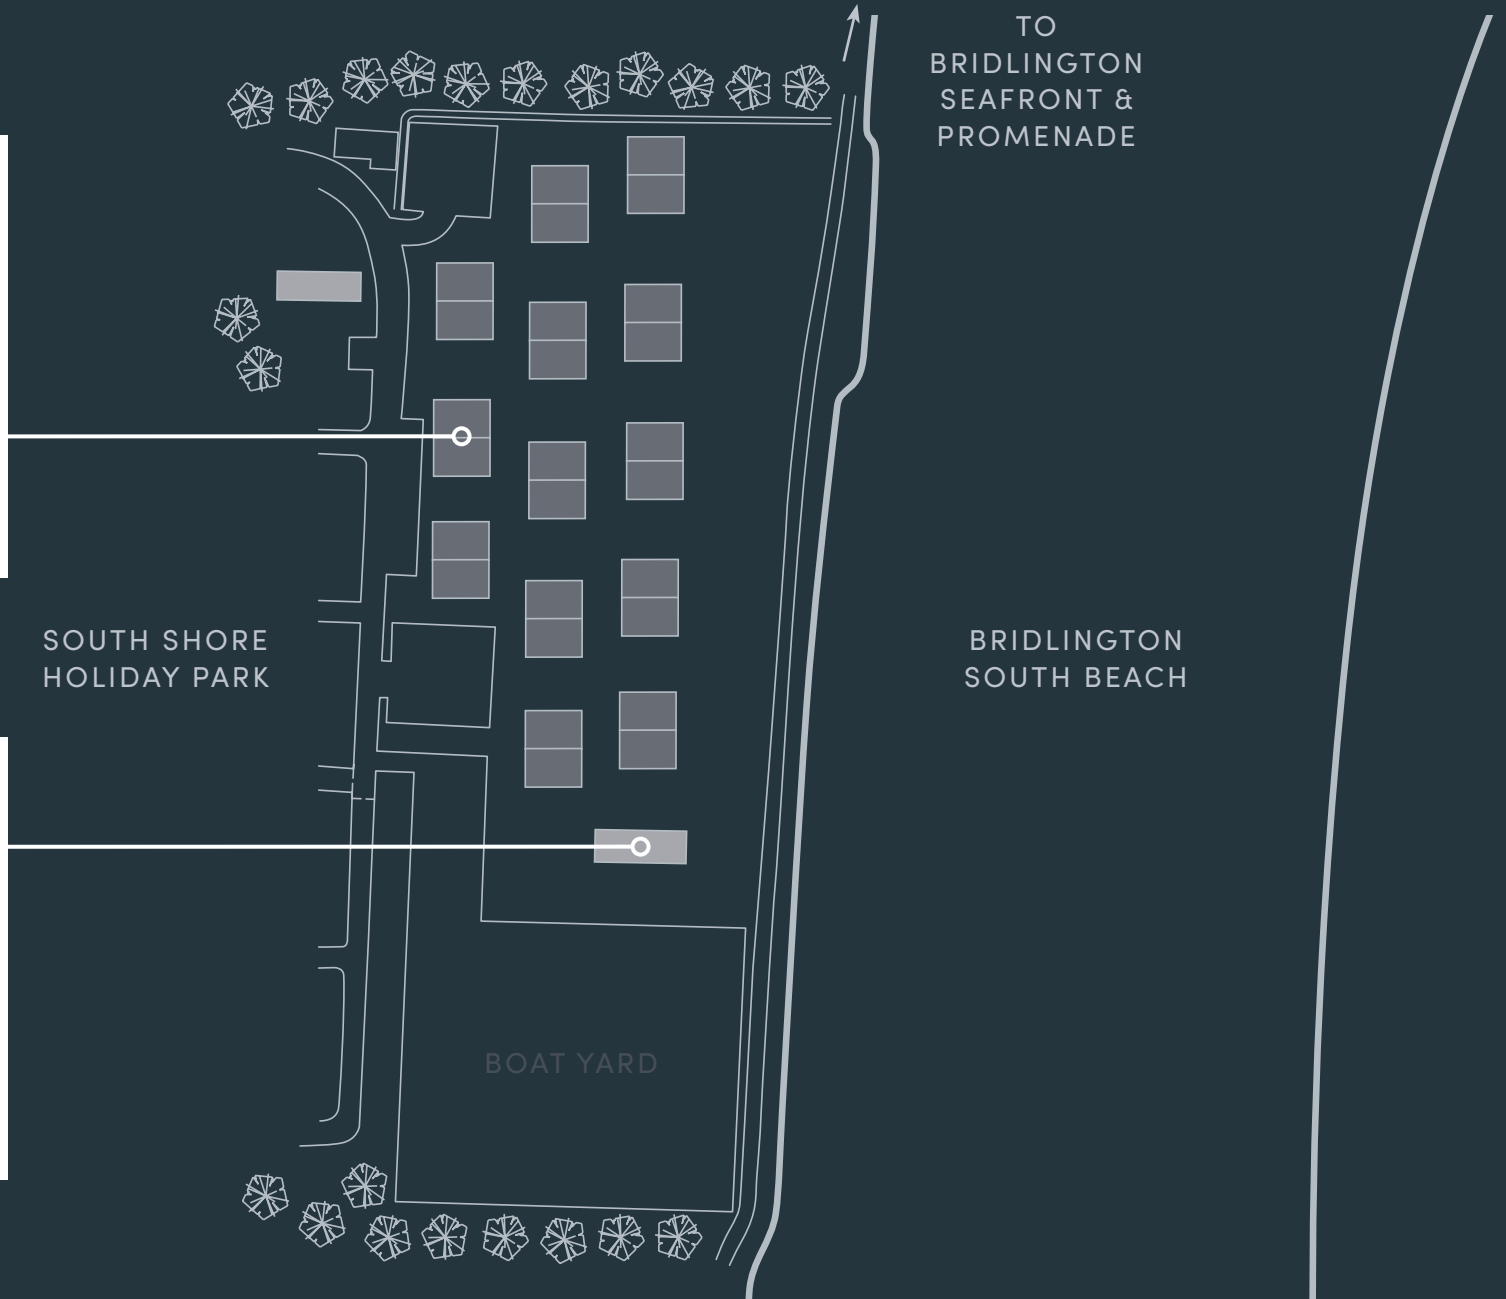 TO
BRIDLINGTON
SEAFRONT &
PROMENADE
SOUTH SHORE
HOLIDAY PARK
BRIDLINGTON
SOUTH BEACH
BOAT YARD